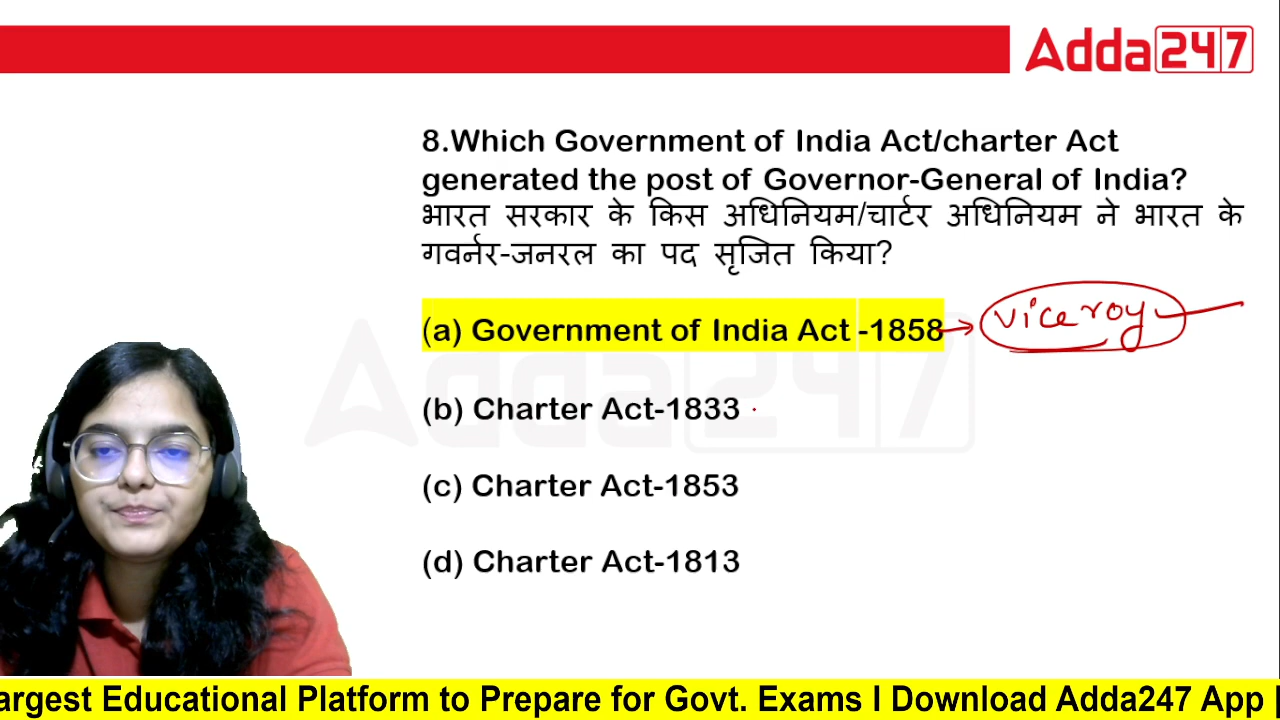 Adda247
8.Which Government of India Act/charter Act
generated the post of Governor-General of India?
भारत सरकार के किस अधिनियम/चार्टर अधिनियम ने भारत के
गवर्नर-जनरल का पद सृजित किया?
(a) Government of India Act -1858 → viceroy
(b) Charter Act-1833
(c) Charter Act-1853
(d) Charter Act-1813
argest Educational Platform to Prepare for Govt. Exams I Download Adda247 App |